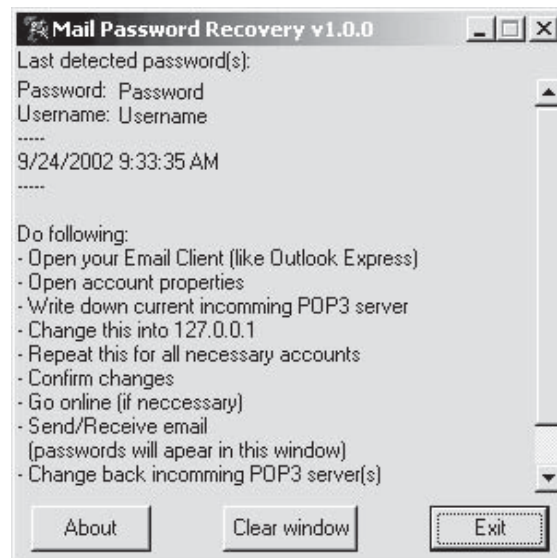 Mail Password Recovery v1.0.0
Last detected password(s):
Password: Password
Username: Username
-----
9/24/2002 9:33:35 AM
-----
Do following:
- Open your Email Client (like Outlook Express)
- Open account properties
- Write down current incomming POP3 server
- Change this into 127.0.0.1
- Repeat this for all necessary accounts
- Confirm changes
- Go online (if neccessary)
- Send/Receive email
(passwords will apear in this window)
- Change back incomming POP3 server(s)
About Clear window Exit